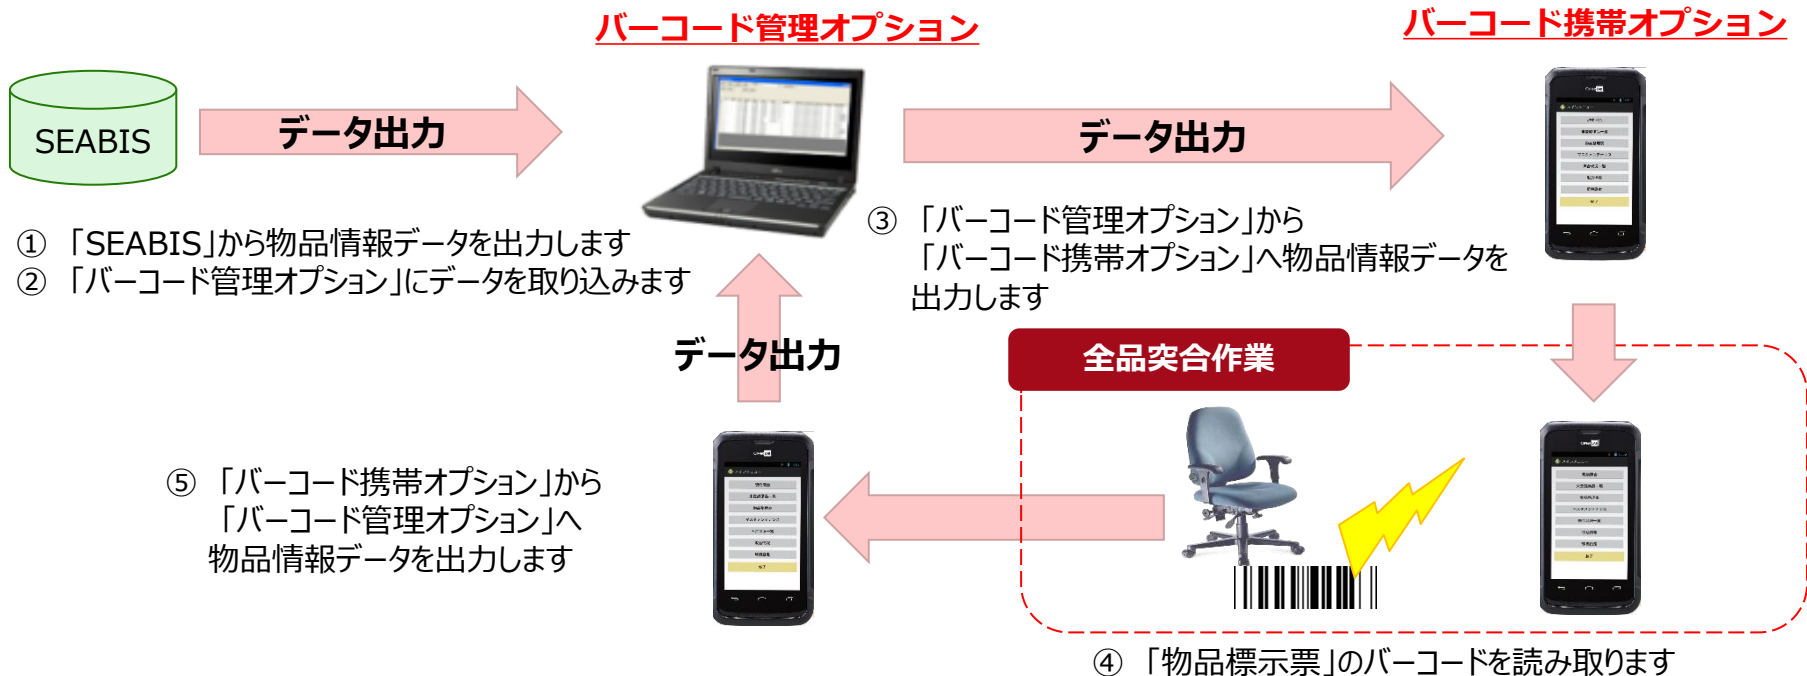 バーコード管理オプション
バーコード携帯オプション
SEABIS
データ出力
データ出力
① 「SEABIS」から物品情報データを出力します
② 「バーコード管理オプション」にデータを取り込みます
③ 「バーコード管理オプション」から
「バーコード携帯オプション」へ物品情報データを
出力します
データ出力
全品突合作業
⑤ 「バーコード携帯オプション」から
「バーコード管理オプション」へ
物品情報データを出力します
④ 「物品標示票」のバーコードを読み取ります